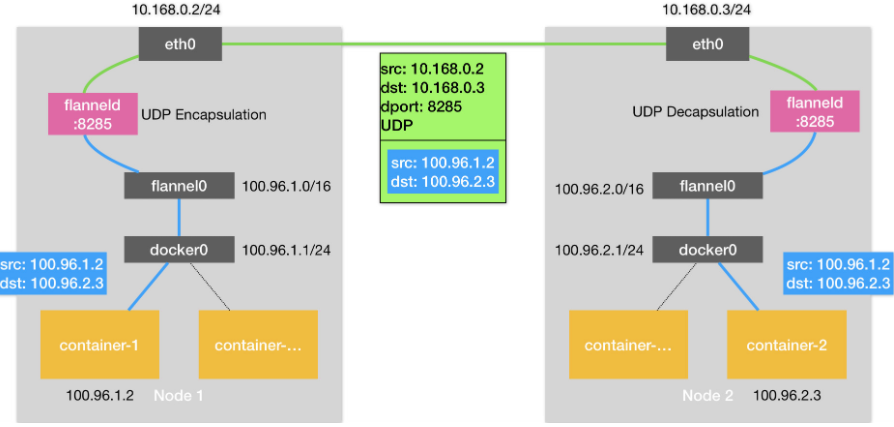 10.168.0.2/24
10.168.0.3/24
eth0
eth0
src: 10.168.0.2
dst: 10.168.0.3
dport: 8285
UDP
flanneld
:8285
UDP Encapsulation
UDP Decapsulation
flanneld
:8285
src: 100.96.1.2
dst: 100.96.2.3
flannel0
100.96.1.0/16
100.96.2.0/16
flannel0
docker0
100.96.1.1/24
100.96.2.1/24
docker0
src: 100.96.1.2
dst: 100.96.2.3
src: 100.96.1.2
dst: 100.96.2.3
container-1
container-...
container-...
container-2
100.96.1.2
Node 1
Node 2
100.96.2.3